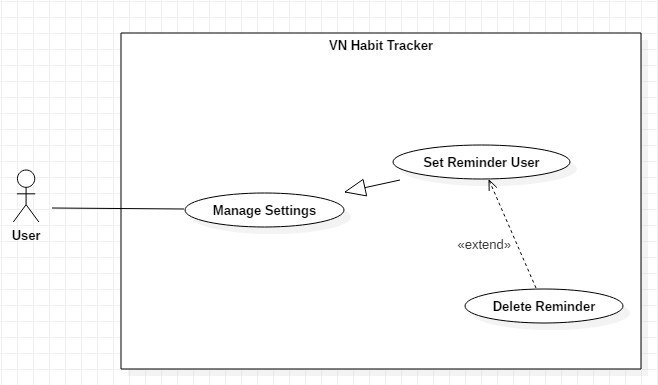 VN Habit Tracker
Set Reminder User
Manage Settings
User
«extend»
Delete Reminder